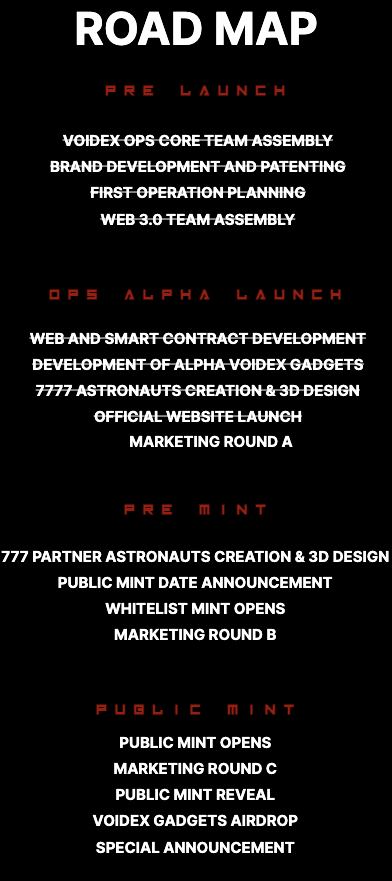 ROAD MAP
PRE LAUNCH
VOIDEX OPS CORE TEAM ASSEMBLY
BRAND DEVELOPMENT AND PATENTING
FIRST OPERATION PLANNING
WEB 3.0 TEAM ASSEMBLY
OPS ALPHA LAUNCH
WEB AND SMART CONTRACT DEVELOPMENT
DEVELOPMENT OF ALPHA VOIDEX GADGETS
7777 ASTRONAUTS CREATION & 3D DESIGN
OFFICIAL WEBSITE LAUNCH
MARKETING ROUND A
PRE MINT
777 PARTNER ASTRONAUTS CREATION & 3D DESIGN
PUBLIC MINT DATE ANNOUNCEMENT
WHITELIST MINT OPENS
MARKETING ROUND B
PUBLIC MINT
PUBLIC MINT OPENS
MARKETING ROUND C
PUBLIC MINT REVEAL
VOIDEX GADGETS AIRDROP
SPECIAL ANNOUNCEMENT